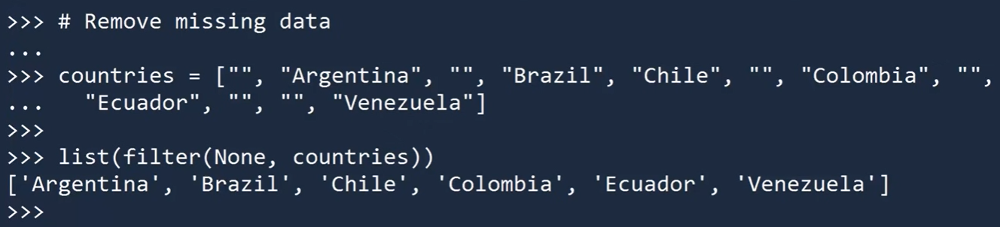 >>> # Remove missing data
...
>>> countries = ["", "Argentina", "", "Brazil", "Chile", "", "Colombia", "",
...   "Ecuador", "", "", "Venezuela"]
>>>
>>> list(filter(None, countries))
['Argentina', 'Brazil', 'Chile', 'Colombia', 'Ecuador', 'Venezuela']
>>>